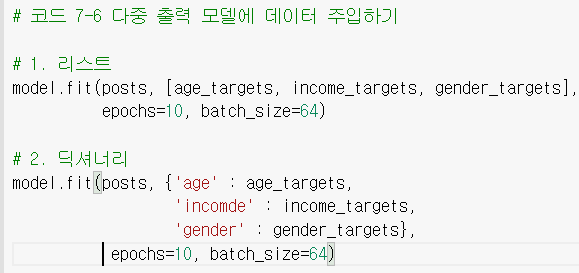 # 코드 7-6 다중 출력 모델에 데이터 주입하기
# 1. 리스트
model.fit(posts, [age_targets, income_targets, gender_targets],
epochs=10, batch_size=64)
# 2. 딕셔너리
model.fit(posts, {'age' : age_targets,
'incomde' : income_targets,
'gender' : gender_targets},
epochs=10, batch_size=64)